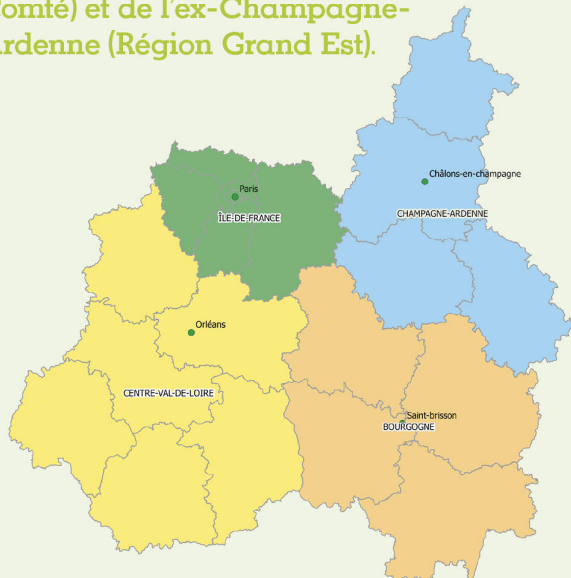 omté) et de l'ex-Champagne-
rdenne (Région Grand Est).
Châlons-en-champagne
Paris
CHAMPAGNE-ARDENNE
ÎLE-DE-FRANCE
Orléans
CENTRE-VAL-DE-LOIRE
Saint-brisson
BOURGOGNE